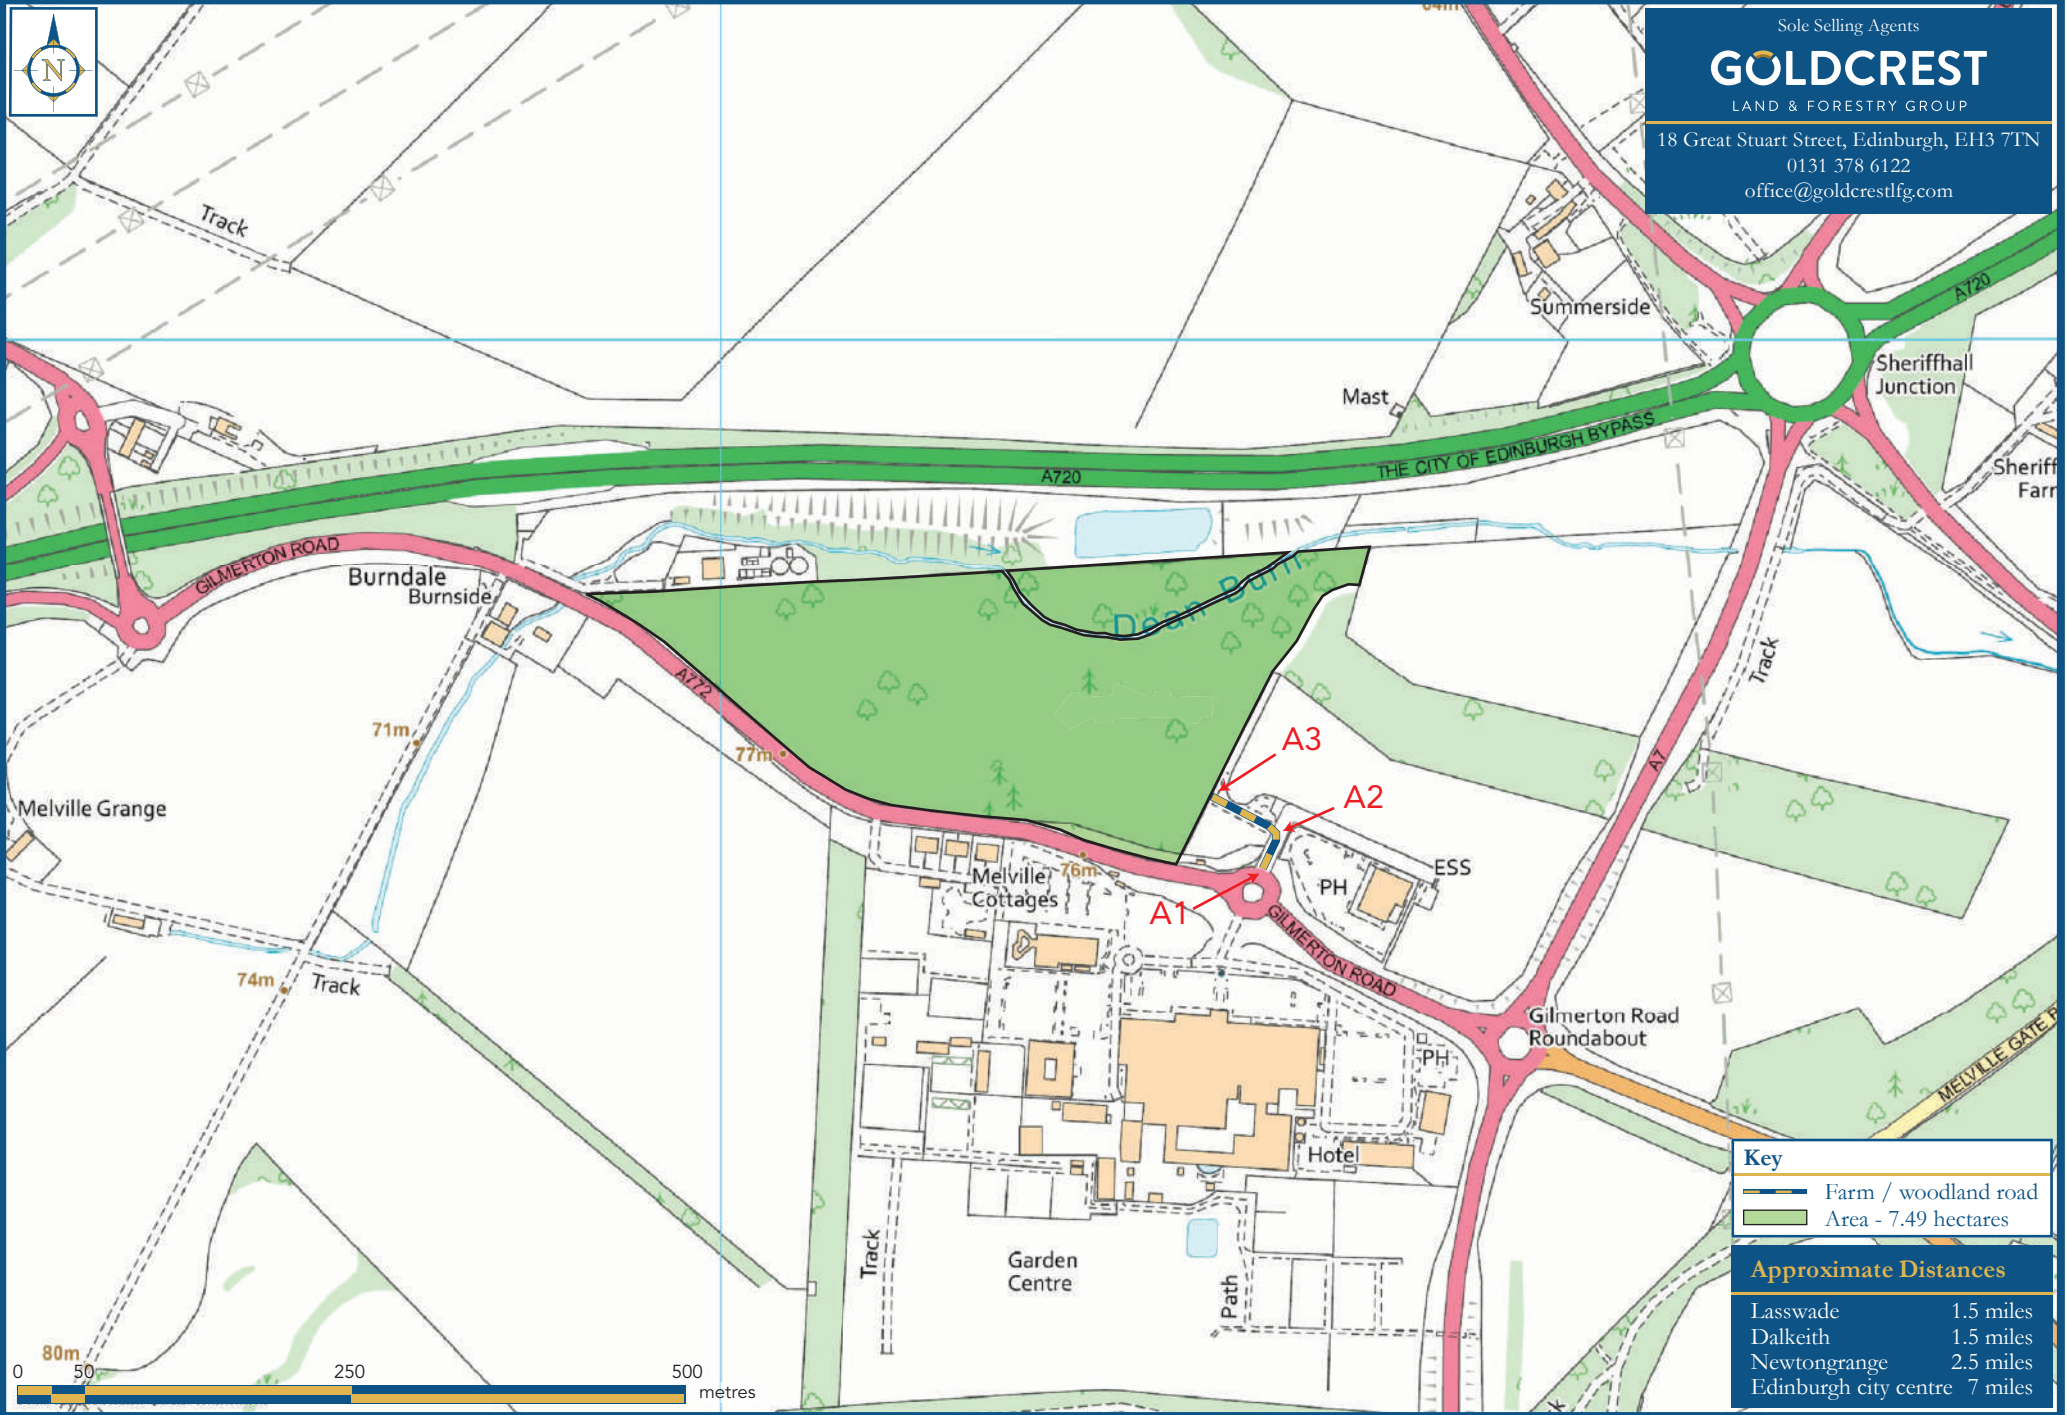 N
64m
Sole Selling Agents
GOLDCREST
LAND & FORESTRY GROUP
18 Great Stuart Street, Edinburgh, EH3 7TN
0131 378 6122
office@goldcrestlfg.com
Track
Summerside
A720
Sheriffhall
Junction
Mast
THE CITY OF EDINBURGH BYPASS
A720
Sheriff
Farr
GILMERTON ROAD
Burndale
Burnside
Dean Burn
Track
A772
71m
77m
A3
A7
A2
Melville Grange
Melville
Cottages
76m
ESS
PH
A1
GILMERTON ROAD
74m
Track
Gilmerton Road
Roundabout
PH
MELVILLE GATE R
Hotel
Track
Garden
Centre
Path
80m
0
50
250
500
metres
Key
Farm / woodland road
Area - 7.49 hectares
Approximate Distances
Lasswade 1.5 miles
Dalkeith 1.5 miles
Newtongrange 2.5 miles
Edinburgh city centre 7 miles